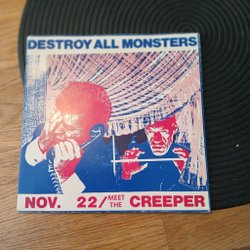 DESTROY ALL MONSTERS
NOV. 22/ MEET THE CREEPER